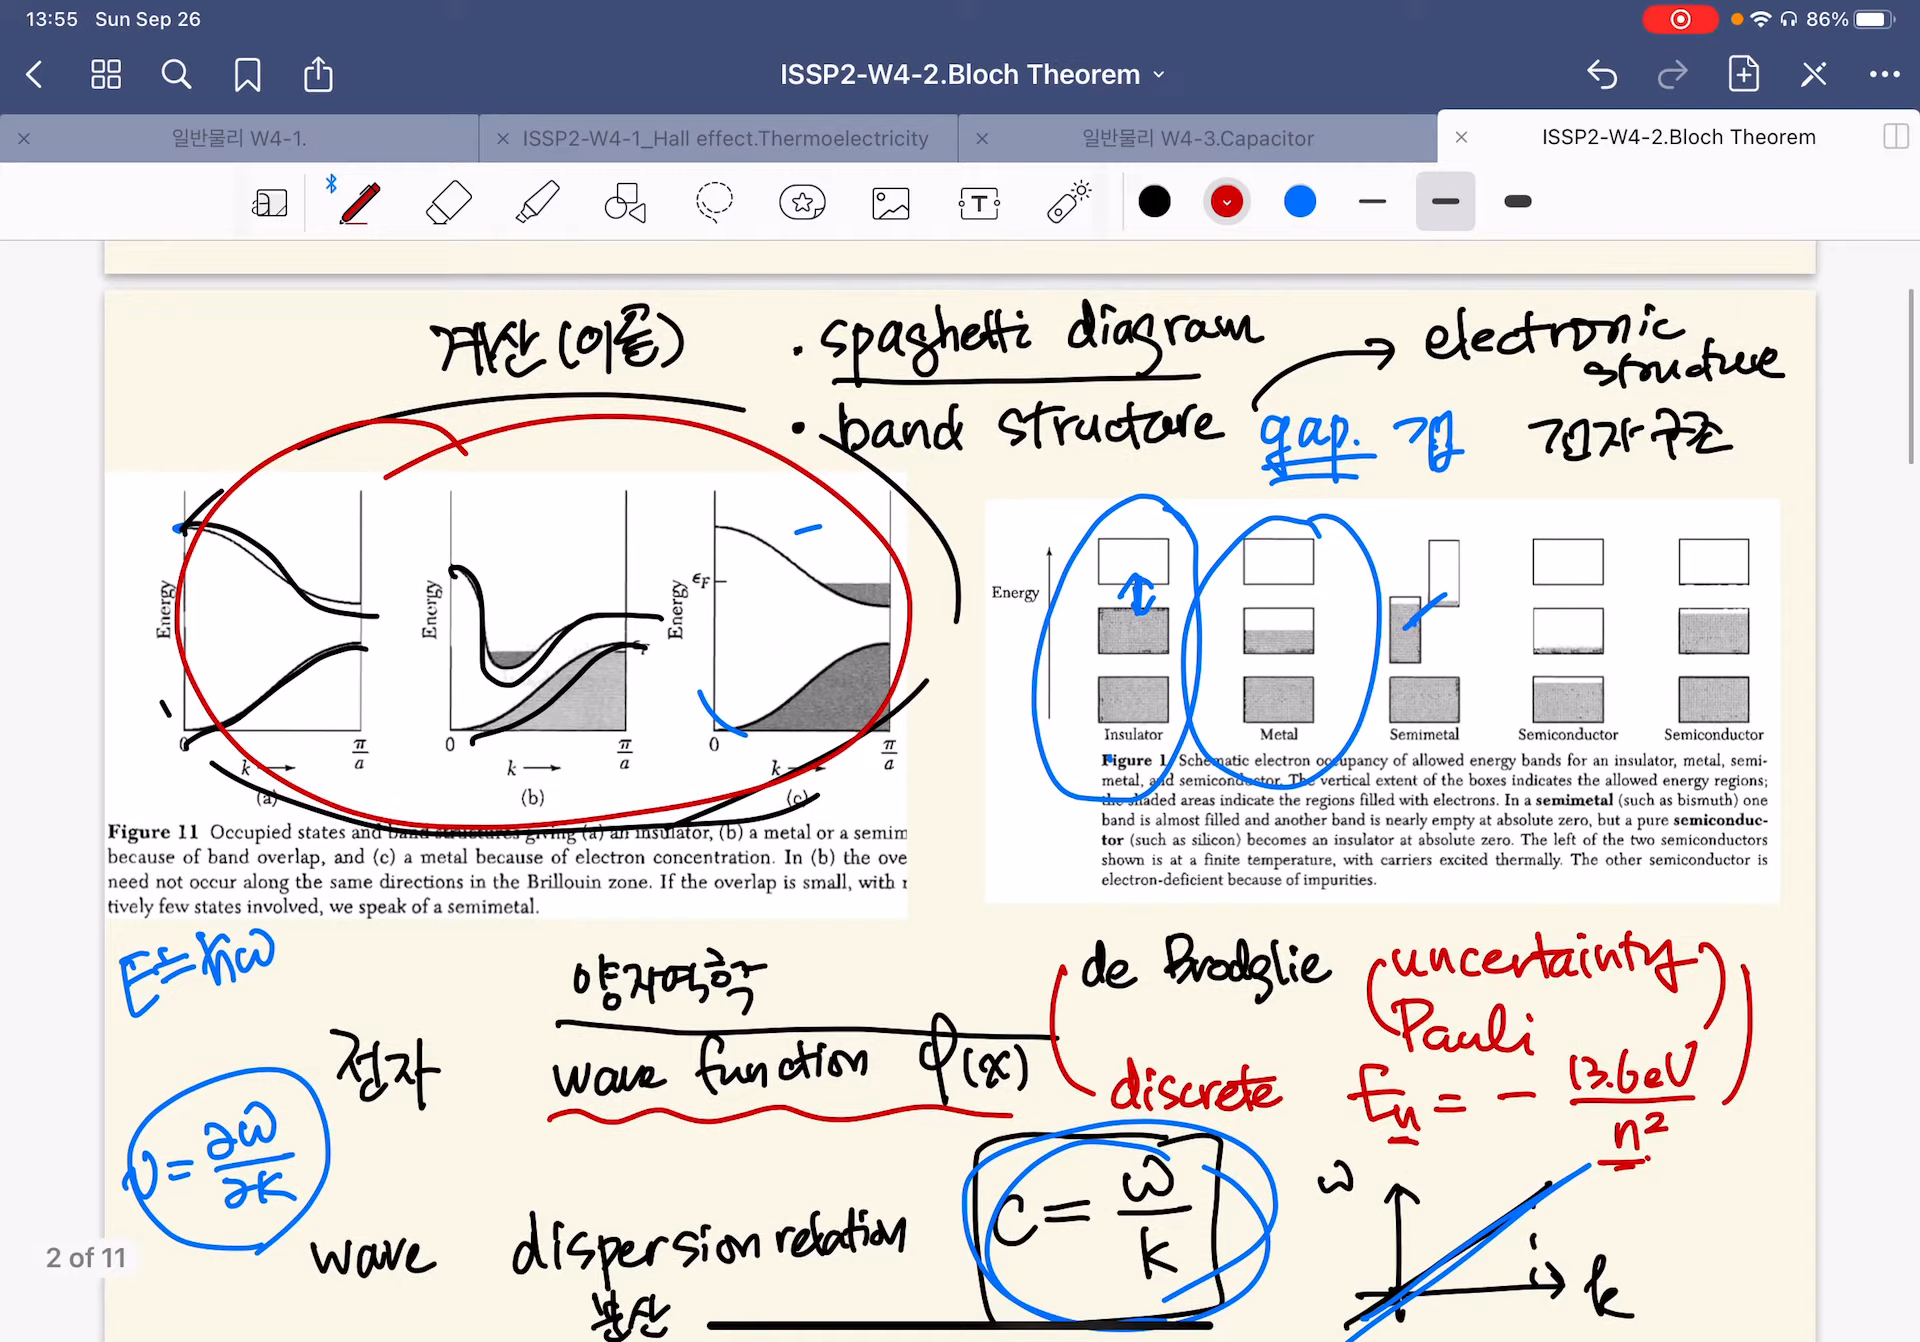 13:55 Sun Sep 26
86%
ISSP2-W4-2.Bloch Theorem
일반물리 W4-1.
ISSP2-W4-1_Hall effect.Thermoelectricity
일반물리 W4-3.Capacitor
ISSP2-W4-2.Bloch Theorem
계산(이론)
· spaghetti diagram
electronic structure
• band structure
gap. 갭
전자구조
Energy
0
k
π/a
(a)
Energy
0
k
π/a
(b)
Energy
ϵF
0
k
π/a
(c)
Figure 11 Occupied states and band structures giving (a) an insulator, (b) a metal or a semim
because of band overlap, and (c) a metal because of electron concentration. In (b) the ove
need not occur along the same directions in the Brillouin zone. If the overlap is small, with r
tively few states involved, we speak of a semimetal.
Energy
Insulator Metal Semimetal Semiconductor Semiconductor
Figure 1 Schematic electron occupancy of allowed energy bands for an insulator, metal, semi-
metal, and semiconductor. The vertical extent of the boxes indicates the allowed energy regions;
the shaded areas indicate the regions filled with electrons. In a semimetal (such as bismuth) one
band is almost filled and another band is nearly empty at absolute zero, but a pure semiconduc-
tor (such as silicon) becomes an insulator at absolute zero. The left of the two semiconductors
shown is at a finite temperature, with carriers excited thermally. The other semiconductor is
electron-deficient because of impurities.
E=ħω
양자역학
de Brodglie
(uncertainty)
Pauli
전자
wave function φ(x)
discrete
En = - 13.6eV/n²
v = ∂ω/∂k
wave
dispersion relation
분산
c = ω/k
ω
k
2 of 11